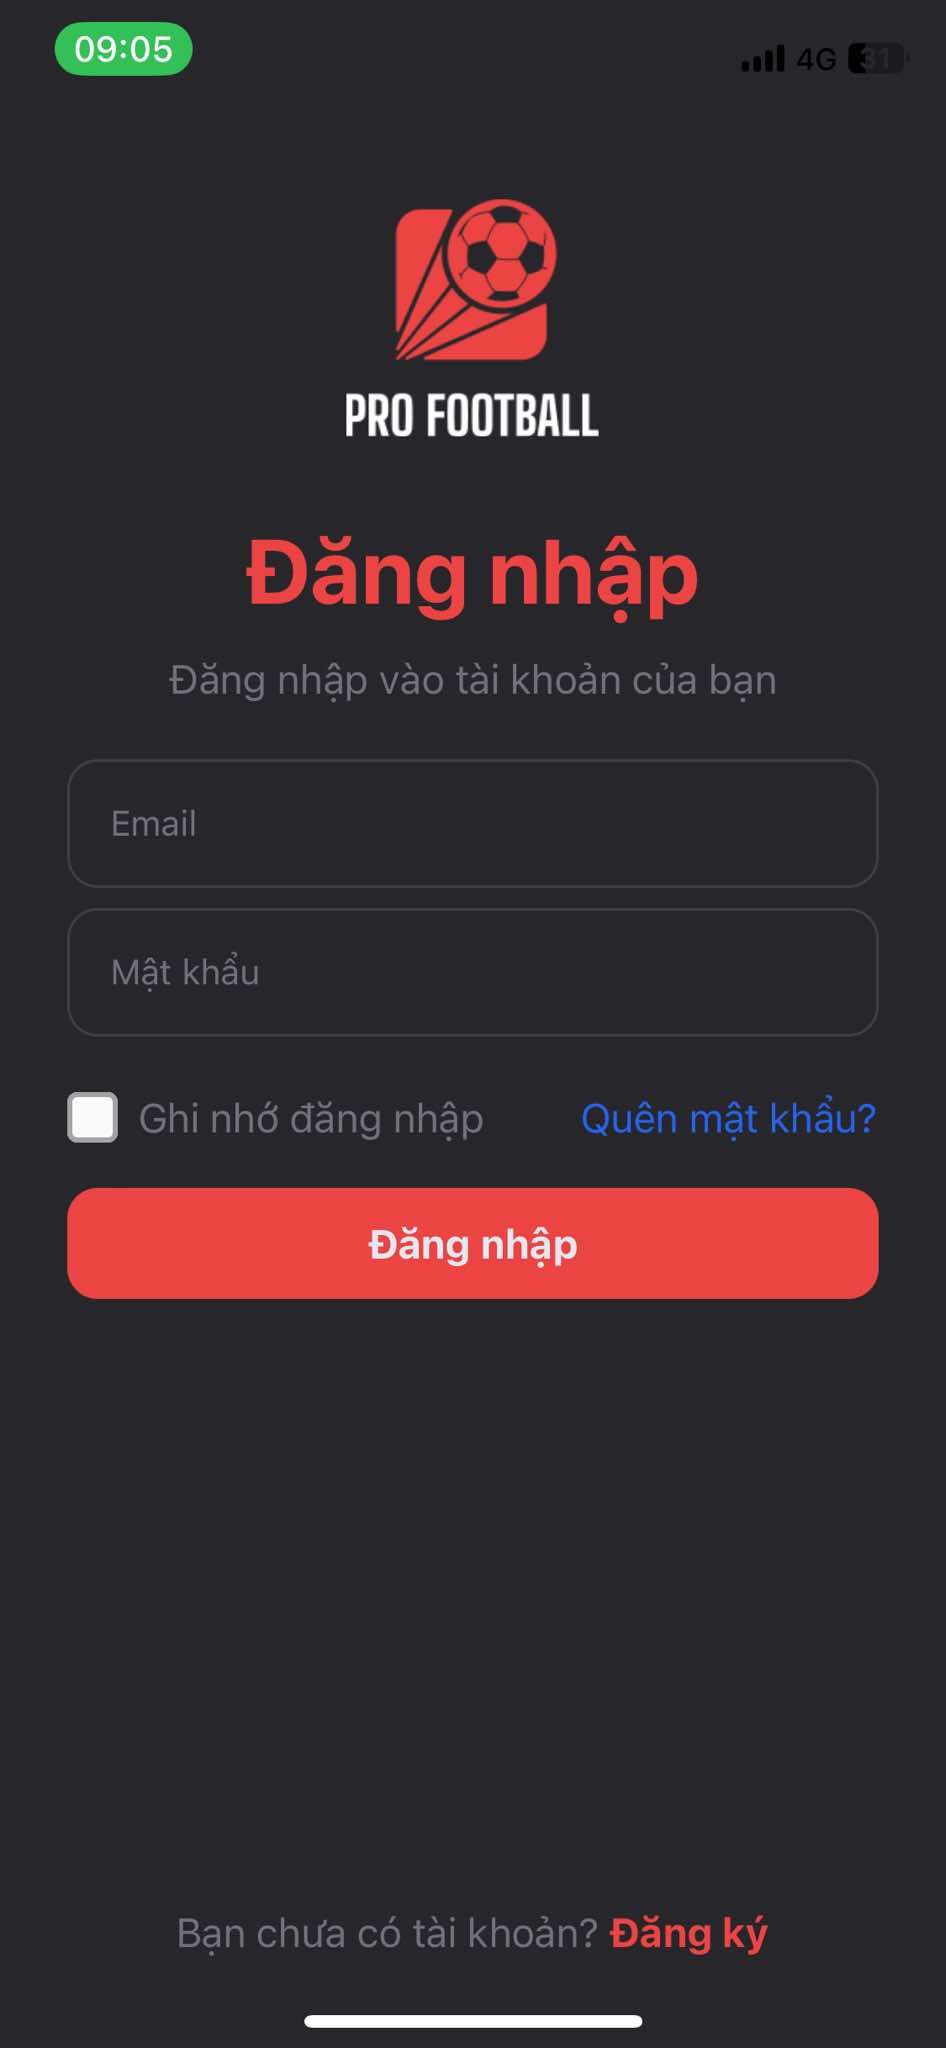 09:05
4G
31
PRO FOOTBALL
Đăng nhập
Đăng nhập vào tài khoản của bạn
Email
Mật khẩu
Ghi nhớ đăng nhập
Quên mật khẩu?
Đăng nhập
Bạn chưa có tài khoản? Đăng ký